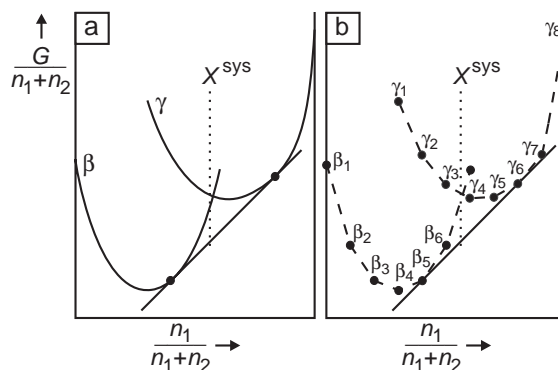 a
b
G
n₁+n₂
X^sys
X^sys
γ
β
γ₈
γ₁
γ₂
γ₃
γ₄
γ₅
γ₆
γ₇
β₁
β₂
β₃
β₄
β₅
β₆
n₁
n₁+n₂
n₁
n₁+n₂